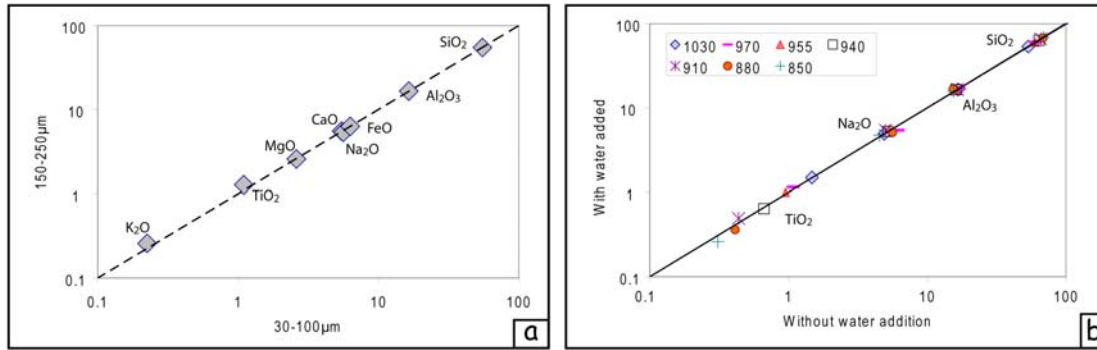 100
10
1
0.1
150-250µm
SiO₂
Al₂O₃
CaO
FeO
Na₂O
MgO
TiO₂
K₂O
0.1 1 10 100
30-100µm
a
100
10
1
0.1
With water added
1030 970 955 940
910 880 850
SiO₂
Al₂O₃
Na₂O
TiO₂
0.1 1 10 100
Without water addition
b